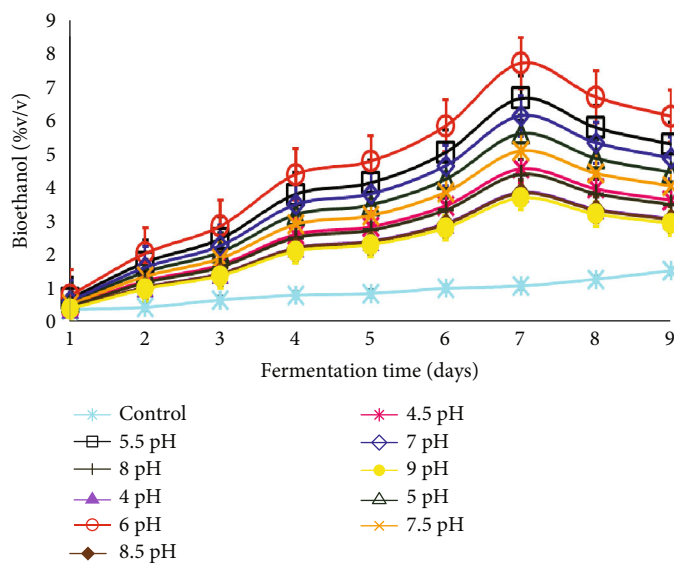 9
8
7
6
5
4
3
2
1
0
Bioethanol (%v/v)
1 2 3 4 5 6 7 8 9
Fermentation time (days)
Control
5.5 pH
8 pH
4 pH
6 pH
8.5 pH
4.5 pH
7 pH
9 pH
5 pH
7.5 pH